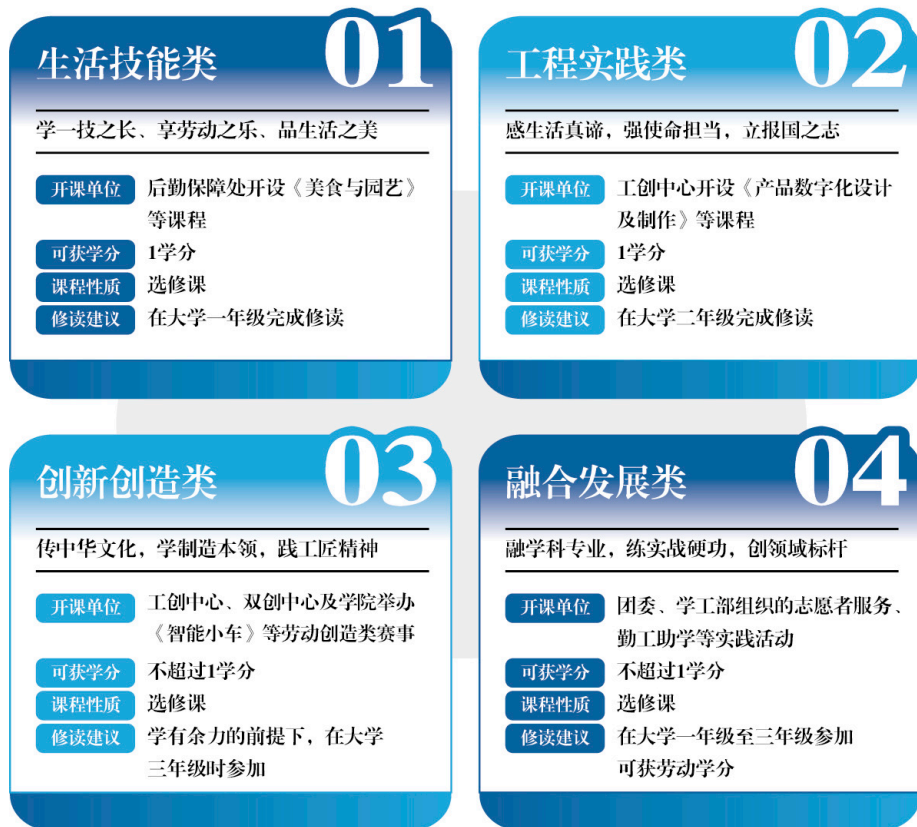 生活技能类 01
学一技之长、享劳动之乐、品生活之美
开课单位 后勤保障处开设《美食与园艺》
等课程
可获学分 1学分
课程性质 选修课
修读建议 在大学一年级完成修读
工程实践类 02
感生活真谛，强使命担当，立报国之志
开课单位 工创中心开设《产品数字化设计
及制作》等课程
可获学分 1学分
课程性质 选修课
修读建议 在大学二年级完成修读
创新创造类 03
传中华文化，学制造本领，践工匠精神
开课单位 工创中心、双创中心及学院举办
《智能小车》等劳动创造类赛事
可获学分 不超过1学分
课程性质 选修课
修读建议 学有余力的前提下，在大学
三年级时参加
融合发展类 04
融学科专业，练实战硬功，创领域标杆
开课单位 团委、学工部组织的志愿者服务、
勤工助学等实践活动
可获学分 不超过1学分
课程性质 选修课
修读建议 在大学一年级至三年级参加
可获劳动学分